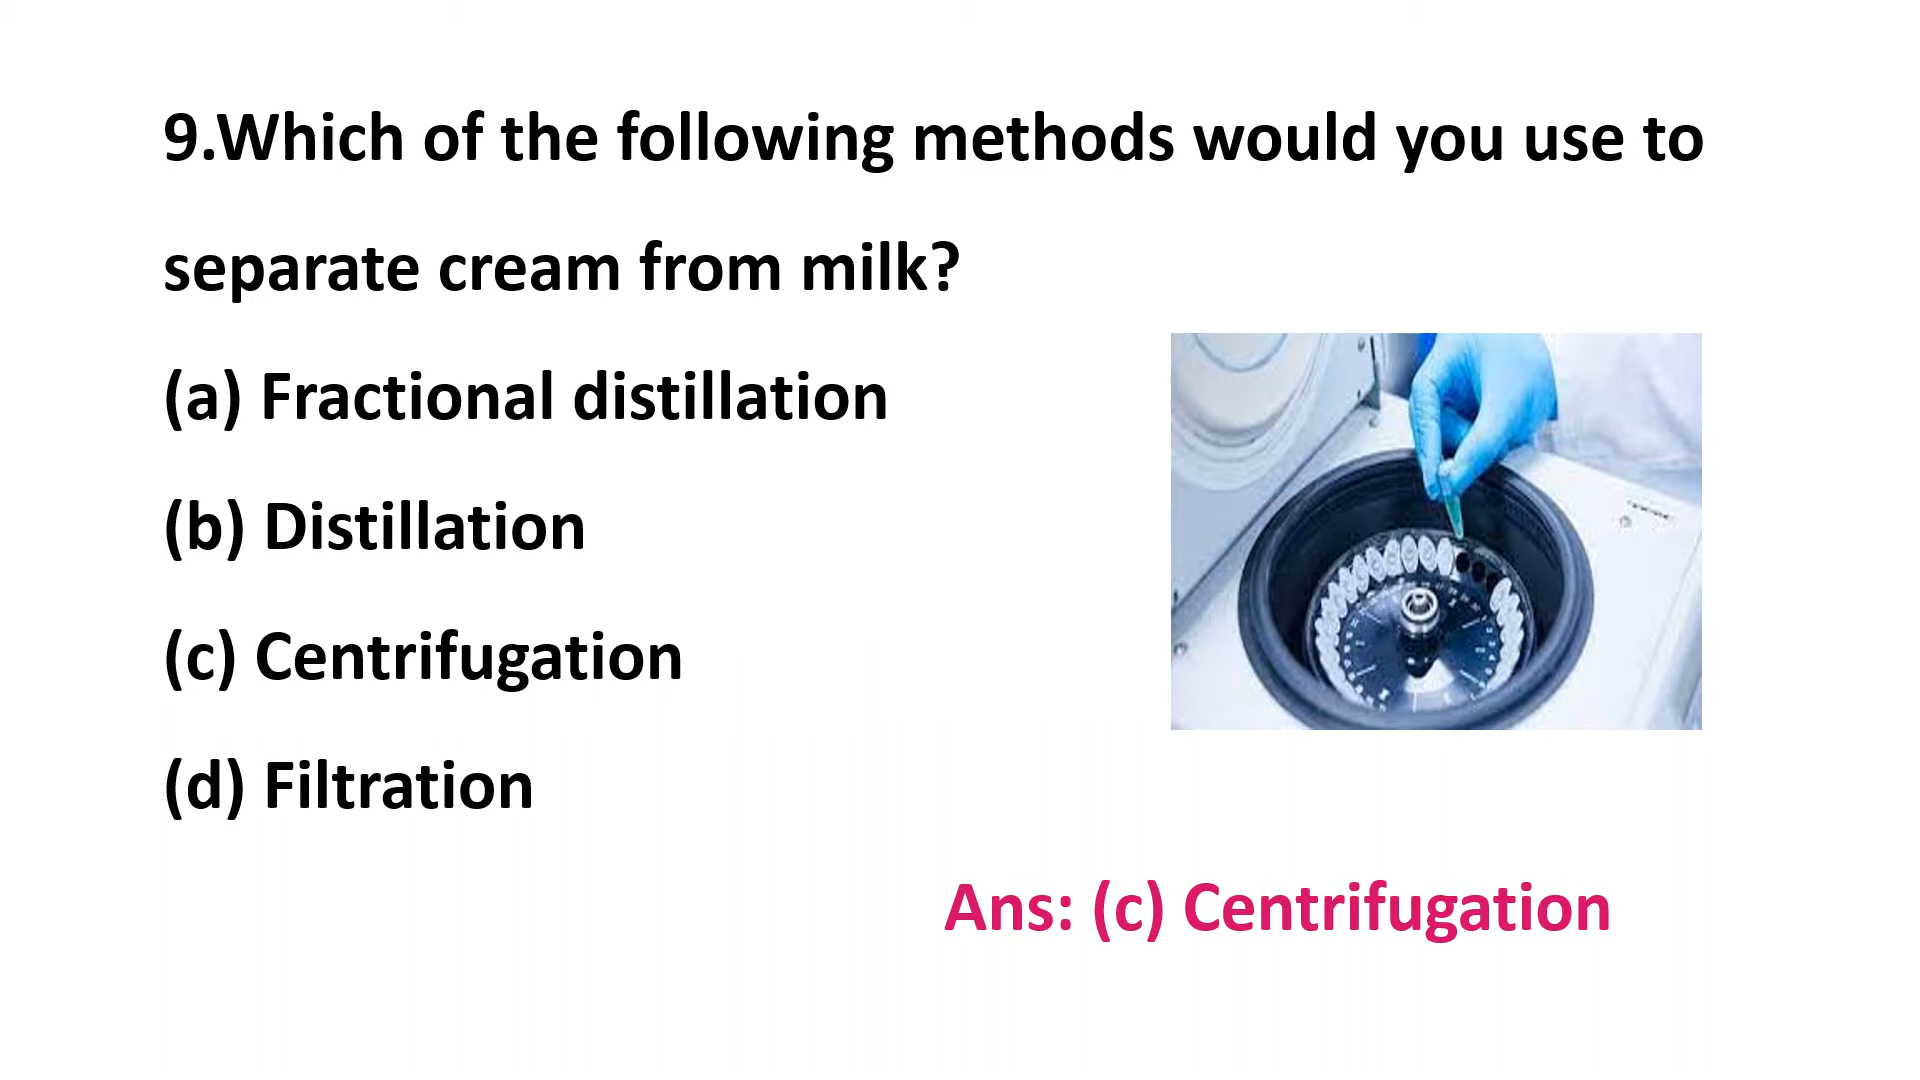 9.Which of the following methods would you use to
separate cream from milk?
(a) Fractional distillation
(b) Distillation
(c) Centrifugation
(d) Filtration
Ans: (c) Centrifugation